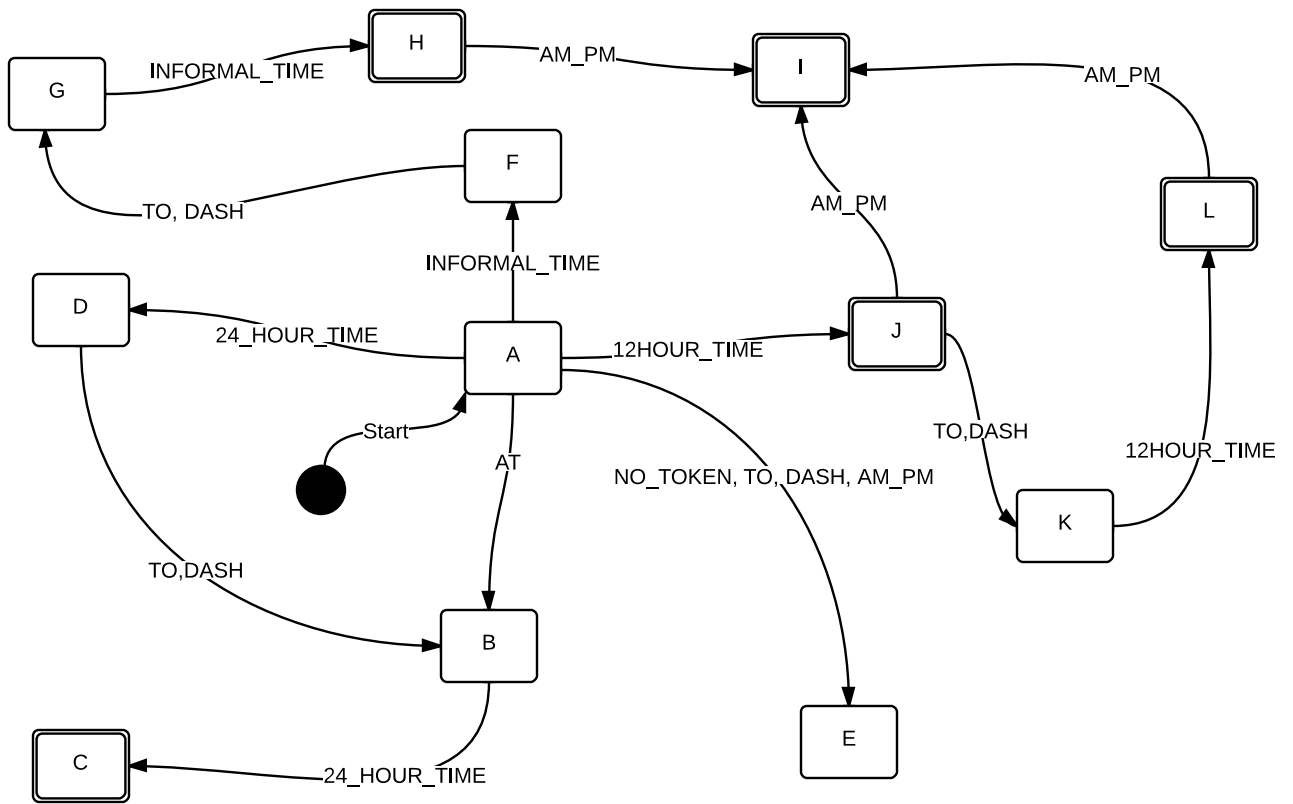 H
INFORMAL_TIME
AM_PM
I
AM_PM
G
F
TO, DASH
AM_PM
L
INFORMAL_TIME
D
24_HOUR_TIME
A
12HOUR_TIME
J
Start
AT
TO,DASH
12HOUR_TIME
NO_TOKEN, TO, DASH, AM_PM
K
TO,DASH
B
C
24_HOUR_TIME
E